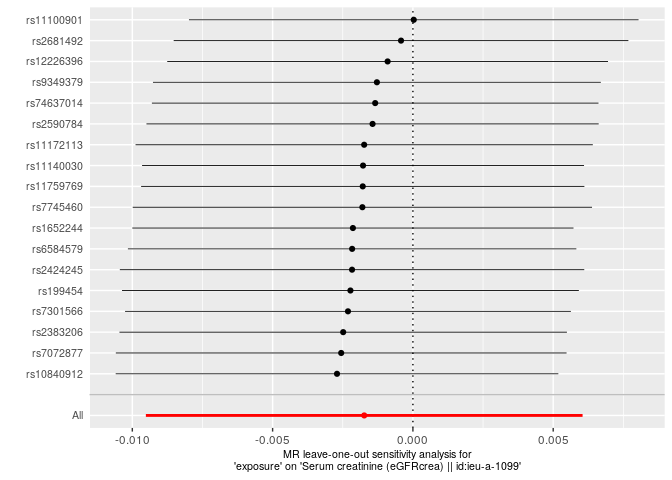 rs11100901
rs2681492
rs12226396
rs9349379
rs74637014
rs2590784
rs11172113
rs11140030
rs11759769
rs7745460
rs1652244
rs6584579
rs2424245
rs199454
rs7301566
rs2383206
rs7072877
rs10840912
All
-0.010 -0.005 0.000 0.005
MR leave-one-out sensitivity analysis for
'exposure' on 'Serum creatinine (eGFRcrea) || id:ieu-a-1099'